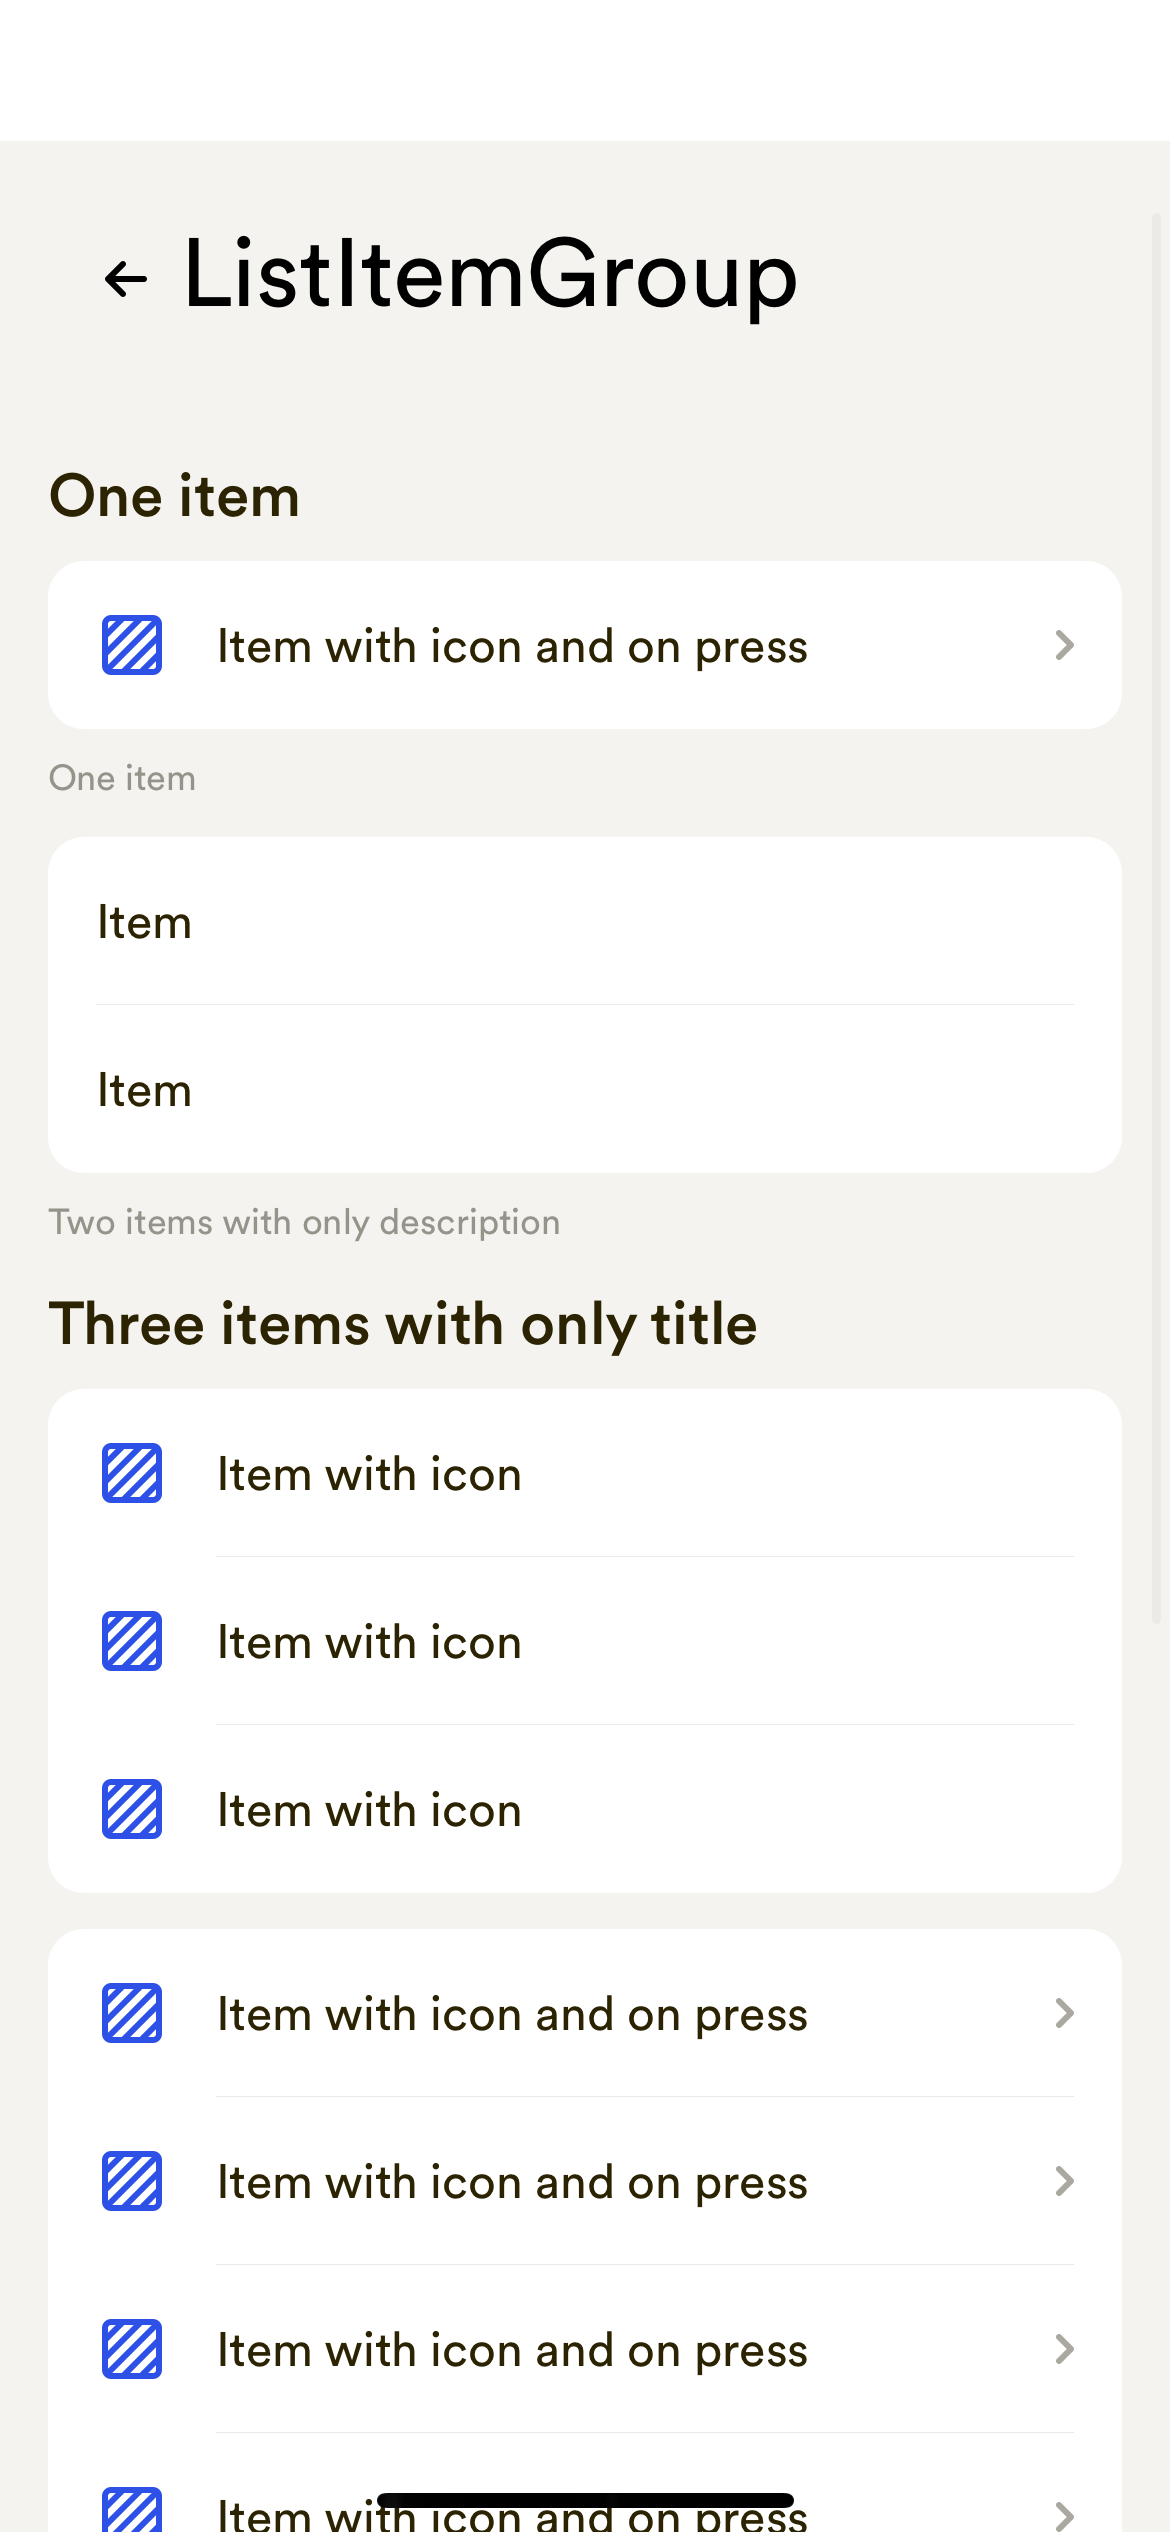 ListItemGroup
One item
Item with icon and on press
One item
Item
Item
Two items with only description
Three items with only title
Item with icon
Item with icon
Item with icon
Item with icon and on press
Item with icon and on press
Item with icon and on press
Item with icon and on press